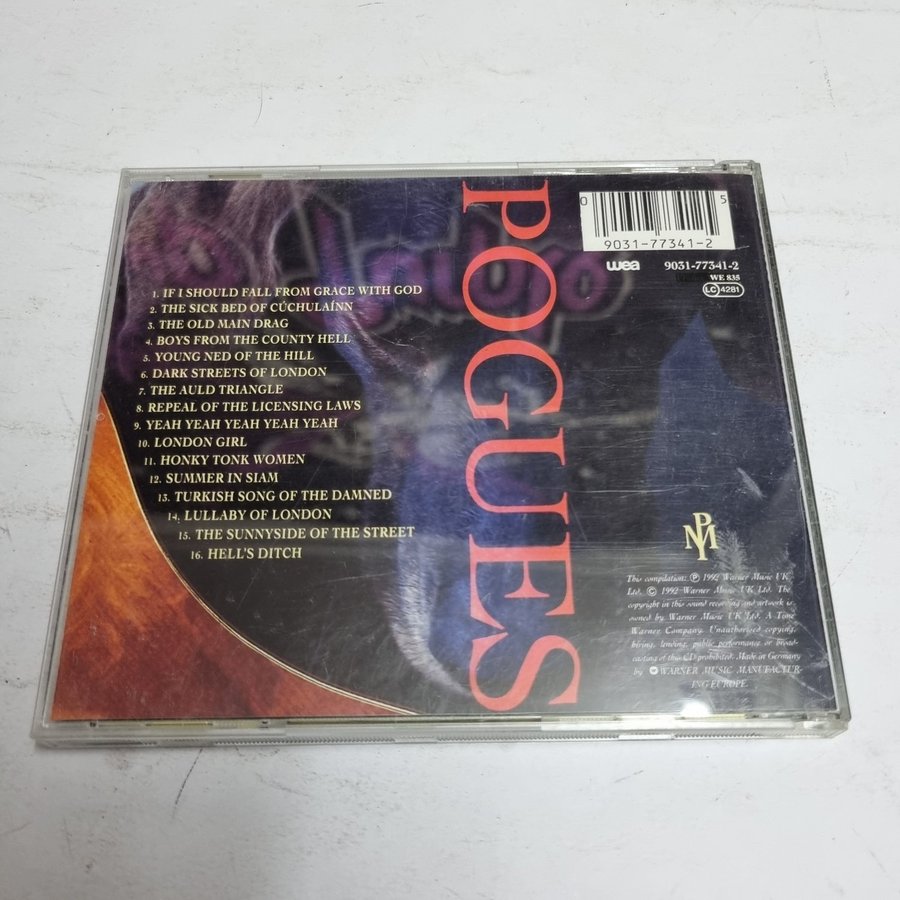 1. IF I SHOULD FALL FROM GRACE WITH GOD
2. THE SICK BED OF CÚCHULAÍNN
3. THE OLD MAIN DRAG
4. BOYS FROM THE COUNTY HELL
5. YOUNG NED OF THE HILL
6. DARK STREETS OF LONDON
7. THE AULD TRIANGLE
8. REPEAL OF THE LICENSING LAWS
9. YEAH YEAH YEAH YEAH YEAH
10. LONDON GIRL
11. HONKY TONK WOMEN
12. SUMMER IN SIAM
13. TURKISH SONG OF THE DAMNED
14. LULLABY OF LONDON
15. THE SUNNYSIDE OF THE STREET
16. HELL'S DITCH
POGUES
0 5
9031-77341-2
wea 9031-77341-2
WE 835
LC 4281
PM
This compilation: ℗ 1992 Warner Music UK
Ltd. © 1992 Warner Music UK Ltd. The
copyright in this sound recording and artwork is
owned by Warner Music UK Ltd. A Time
Warner Company. Unauthorised copying,
hiring, lending, public performance or broad-
casting of this CD prohibited. Made in Germany
by WARNER MUSIC MANUFACTUR-
ING EUROPE.